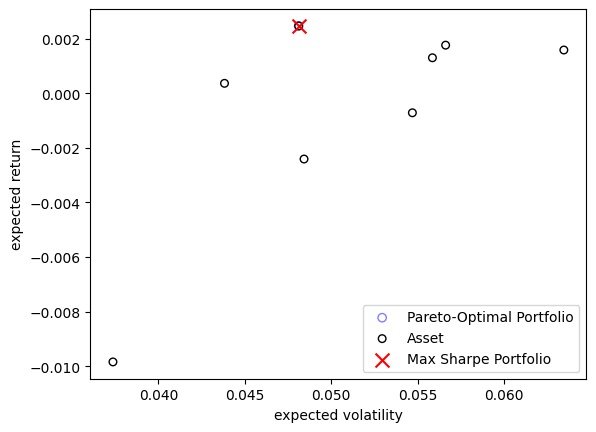 0.002
0.000
−0.002
−0.004
−0.006
−0.008
−0.010
expected return
0.040 0.045 0.050 0.055 0.060
expected volatility
Pareto-Optimal Portfolio
Asset
Max Sharpe Portfolio